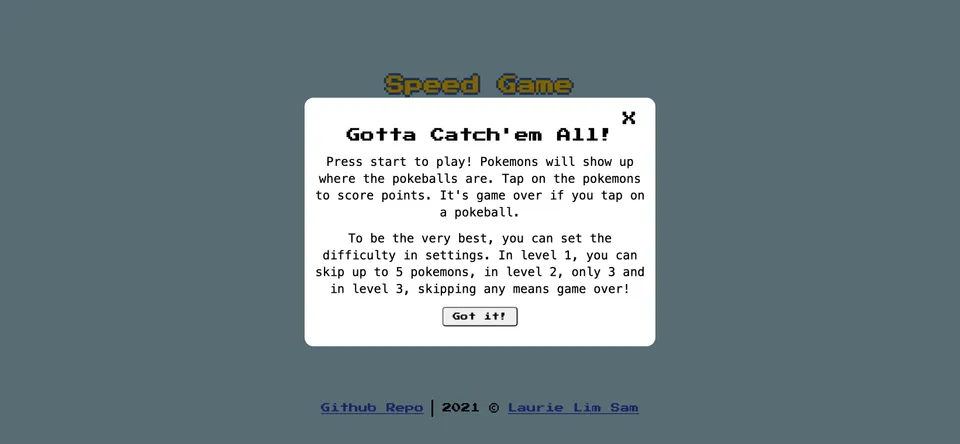 Speed Game
X
Gotta Catch'em All!
Press start to play! Pokemons will show up
where the pokeballs are. Tap on the pokemons
to score points. It's game over if you tap on
a pokeball.
To be the very best, you can set the
difficulty in settings. In level 1, you can
skip up to 5 pokemons, in level 2, only 3 and
in level 3, skipping any means game over!
Got it!
Github Repo | 2021 © Laurie Lim Sam